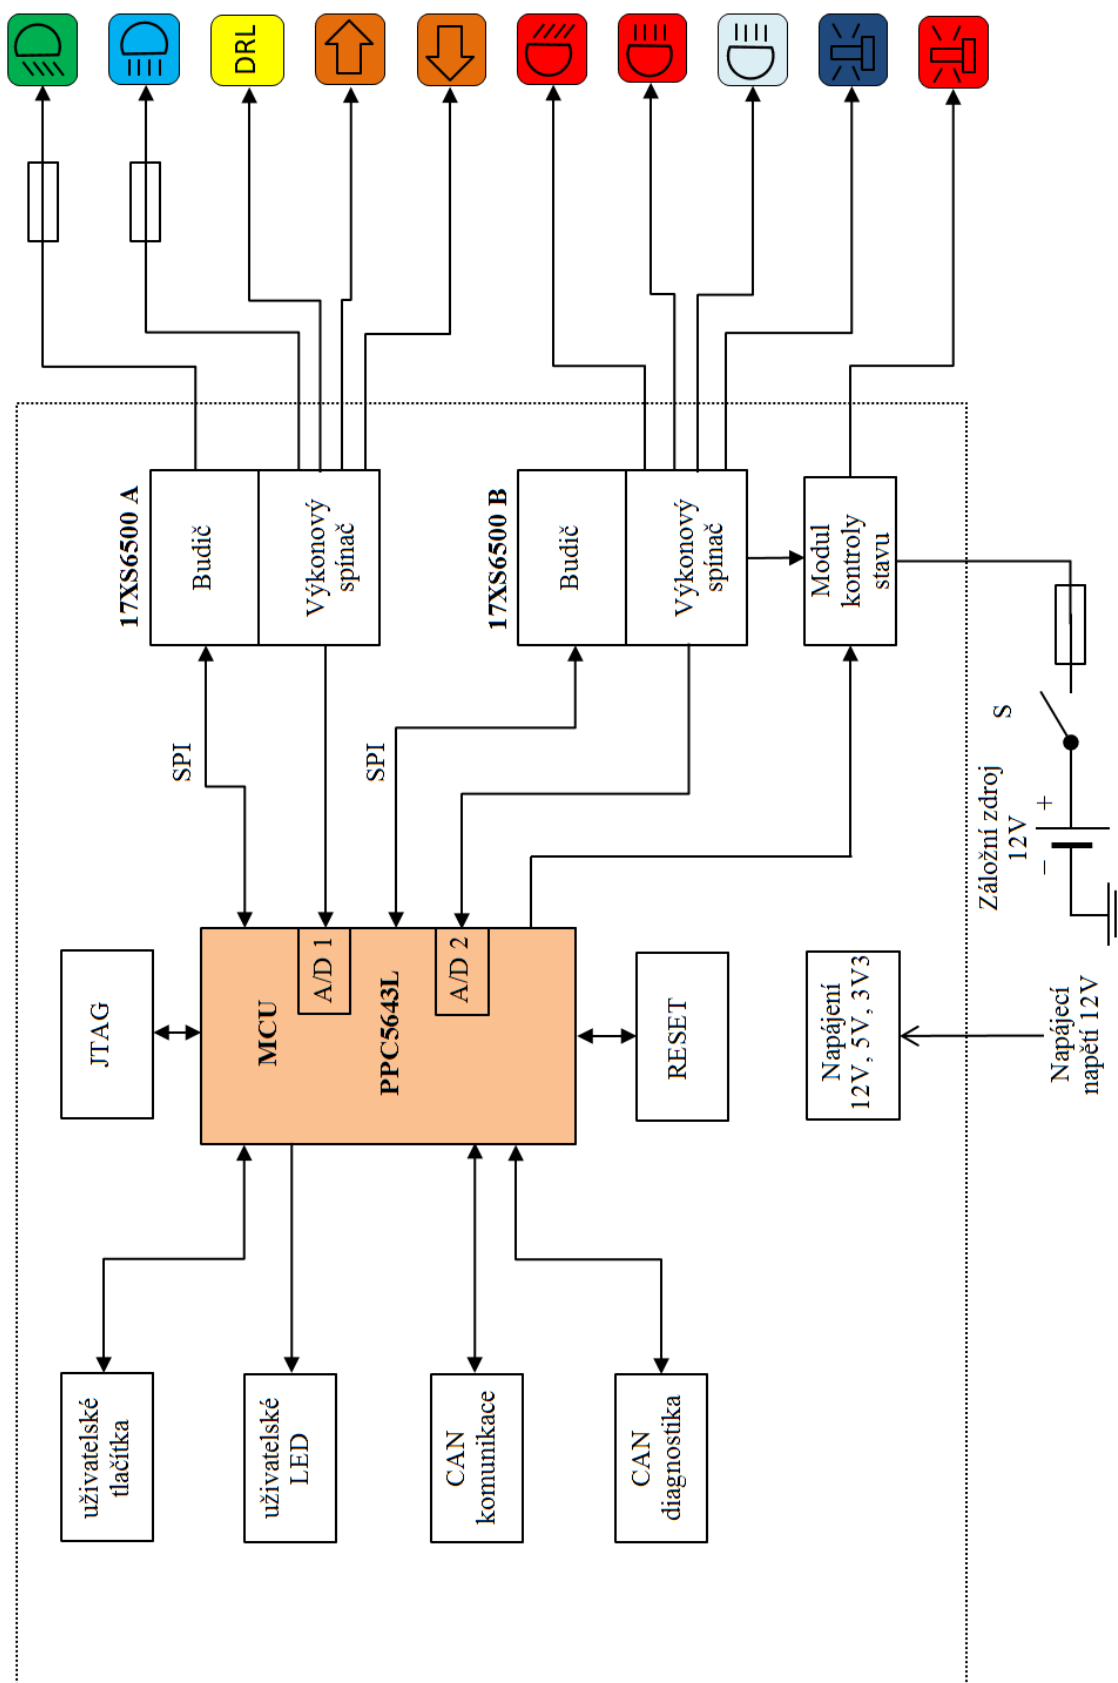 DRL
17XS6500 A
Budič
Výkonový
spínač
17XS6500 B
Budič
Výkonový
spínač
Modul
kontroly
stavu
SPI
SPI
S
Záložní zdroj
12V
+
−
JTAG
MCU
PPC5643L
A/D 1
A/D 2
RESET
Napájení
12V, 5V, 3V3
Napájecí
napětí 12V
uživatelské
tlačítka
uživatelské
LED
CAN
komunikace
CAN
diagnostika